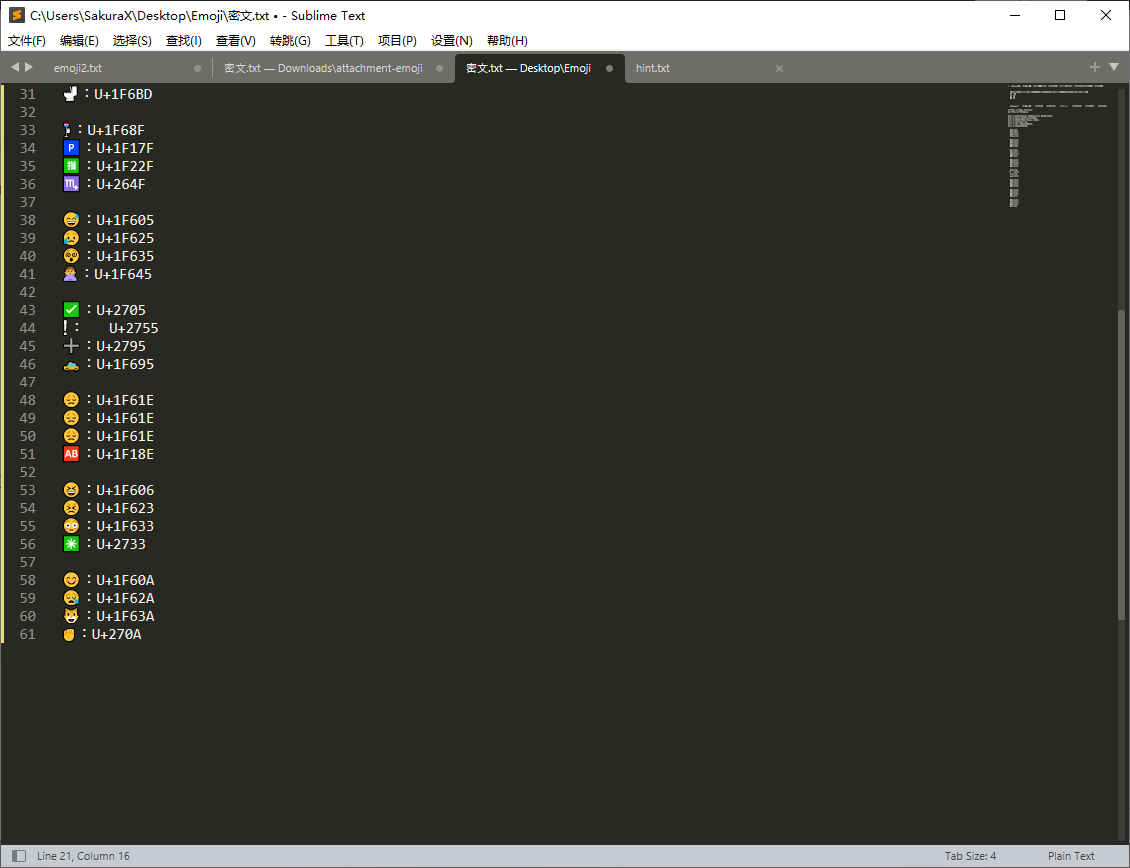 C:\Users\SakuraX\Desktop\Emoji\密文.txt • - Sublime Text
文件(F) 编辑(E) 选择(S) 查找(I) 查看(V) 转跳(G) 工具(T) 项目(P) 设置(N) 帮助(H)
emoji2.txt 密文.txt — Downloads\attachment-emoji 密文.txt — Desktop\Emoji hint.txt
31 🚽：U+1F6BD
32
33 🚏：U+1F68F
34 🅿：U+1F17F
35 🈯：U+1F22F
36 ♏：U+264F
37
38 😅：U+1F605
39 😥：U+1F625
40 😵：U+1F635
41 🙅：U+1F645
42
43 ✅：U+2705
44 ❕： U+2755
45 ➕：U+2795
46 🚕：U+1F695
47
48 😞：U+1F61E
49 😞：U+1F61E
50 😞：U+1F61E
51 🆎：U+1F18E
52
53 😆：U+1F606
54 😣：U+1F623
55 😳：U+1F633
56 ✳：U+2733
57
58 😊：U+1F60A
59 😪：U+1F62A
60 😺：U+1F63A
61 ✊：U+270A
Line 21, Column 16 Tab Size: 4 Plain Text